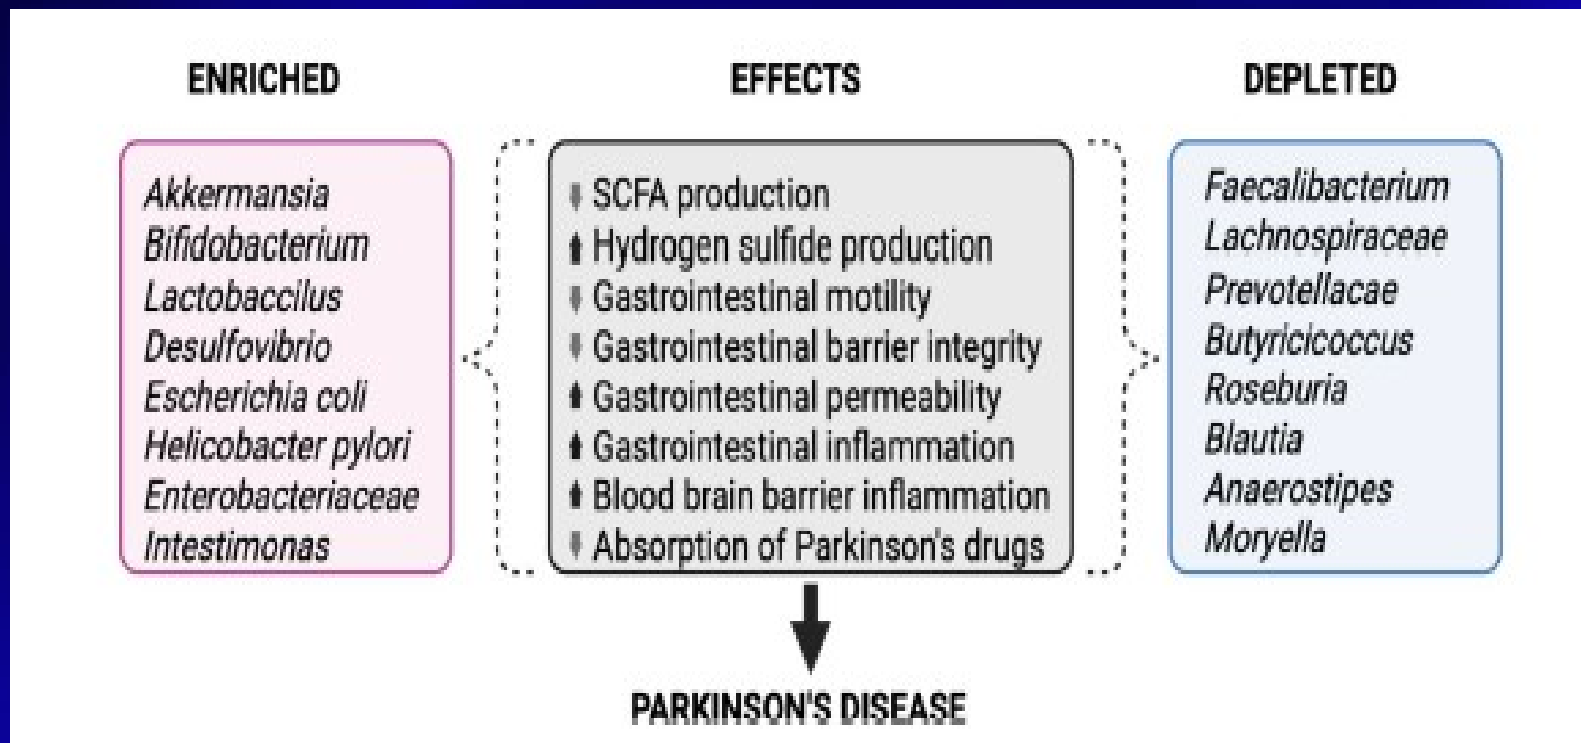 ENRICHED
Akkermansia
Bifidobacterium
Lactobaccilus
Desulfovibrio
Escherichia coli
Helicobacter pylori
Enterobacteriaceae
Intestimonas
EFFECTS
SCFA production
Hydrogen sulfide production
Gastrointestinal motility
Gastrointestinal barrier integrity
Gastrointestinal permeability
Gastrointestinal inflammation
Blood brain barrier inflammation
Absorption of Parkinson's drugs
DEPLETED
Faecalibacterium
Lachnospiraceae
Prevotellacae
Butyricicoccus
Roseburia
Blautia
Anaerostipes
Moryella
PARKINSON'S DISEASE